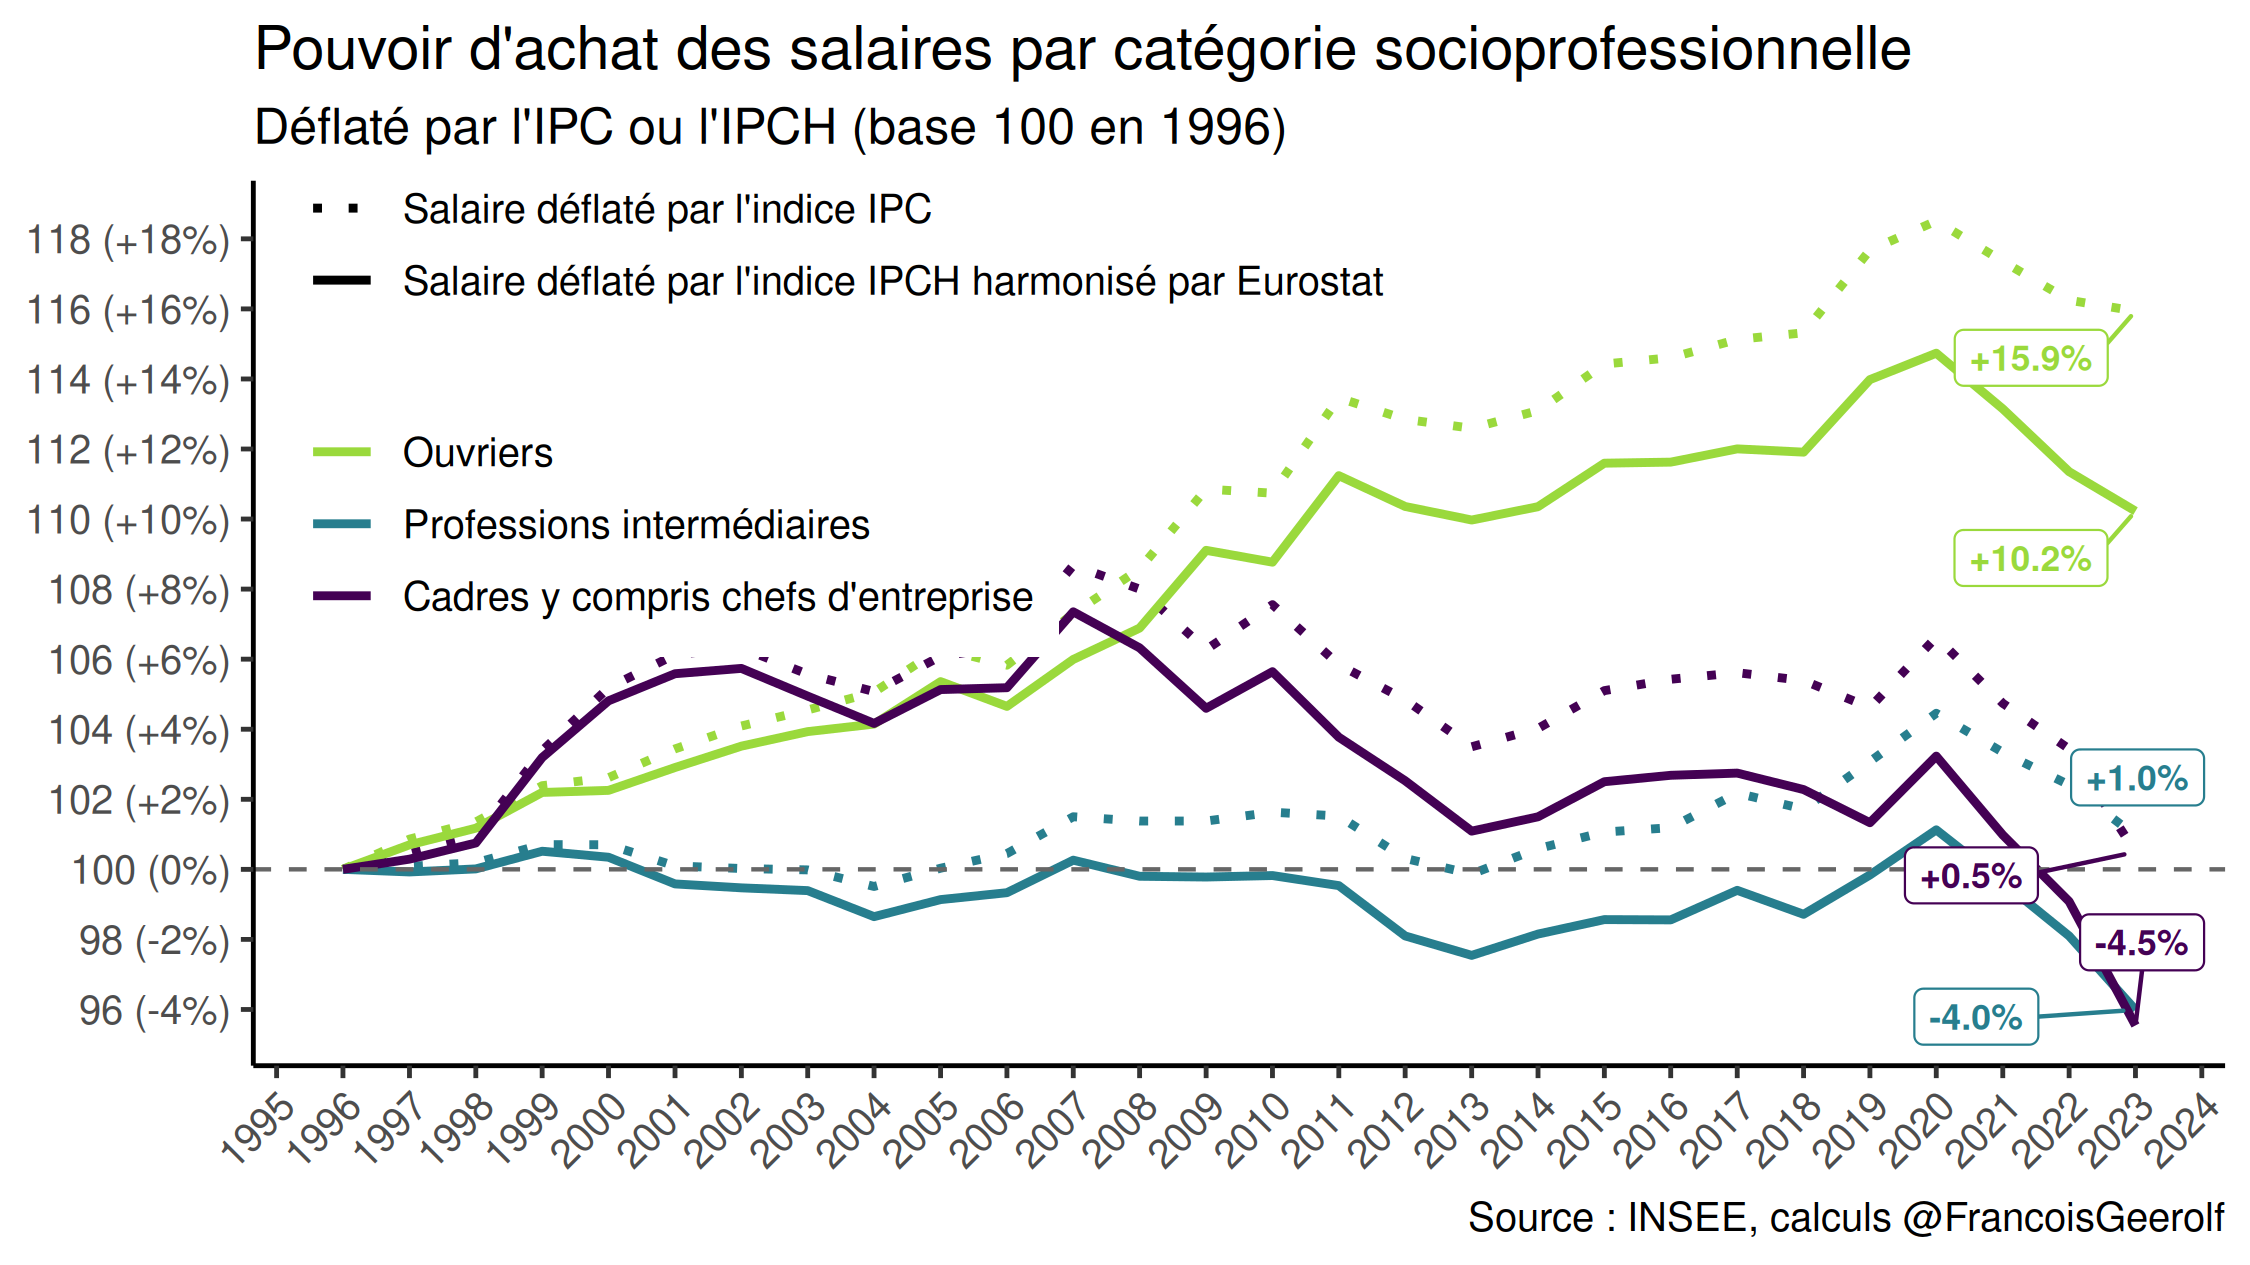 Pouvoir d'achat des salaires par catégorie socioprofessionnelle
Déflaté par l'IPC ou l'IPCH (base 100 en 1996)
Salaire déflaté par l'indice IPC
Salaire déflaté par l'indice IPCH harmonisé par Eurostat
Ouvriers
Professions intermédiaires
Cadres y compris chefs d'entreprise
118 (+18%)
116 (+16%)
114 (+14%)
112 (+12%)
110 (+10%)
108 (+8%)
106 (+6%)
104 (+4%)
102 (+2%)
100 (0%)
98 (-2%)
96 (-4%)
+15.9%
+10.2%
+1.0%
+0.5%
-4.5%
-4.0%
1995 1996 1997 1998 1999 2000 2001 2002 2003 2004 2005 2006 2007 2008 2009 2010 2011 2012 2013 2014 2015 2016 2017 2018 2019 2020 2021 2022 2023 2024
Source : INSEE, calculs @FrancoisGeerolf